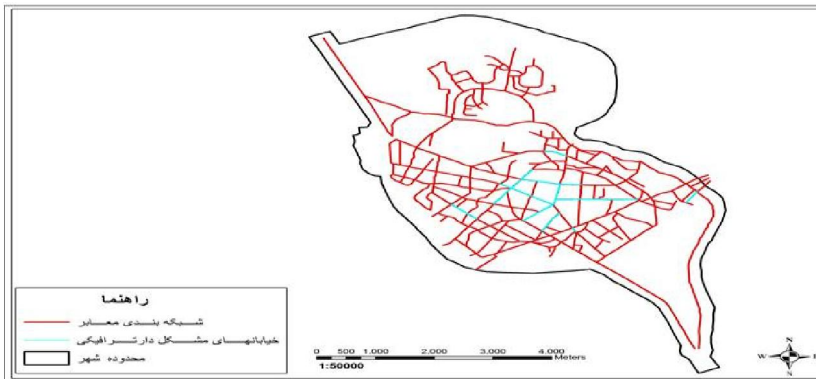 راهنما
شبکه بندی معابر
خیابانهای مشکل دار ترافیکی
محدوده شهر
0 500 1.000 2.000 3.000 4.000
Meters
1:50000
N
W E
S